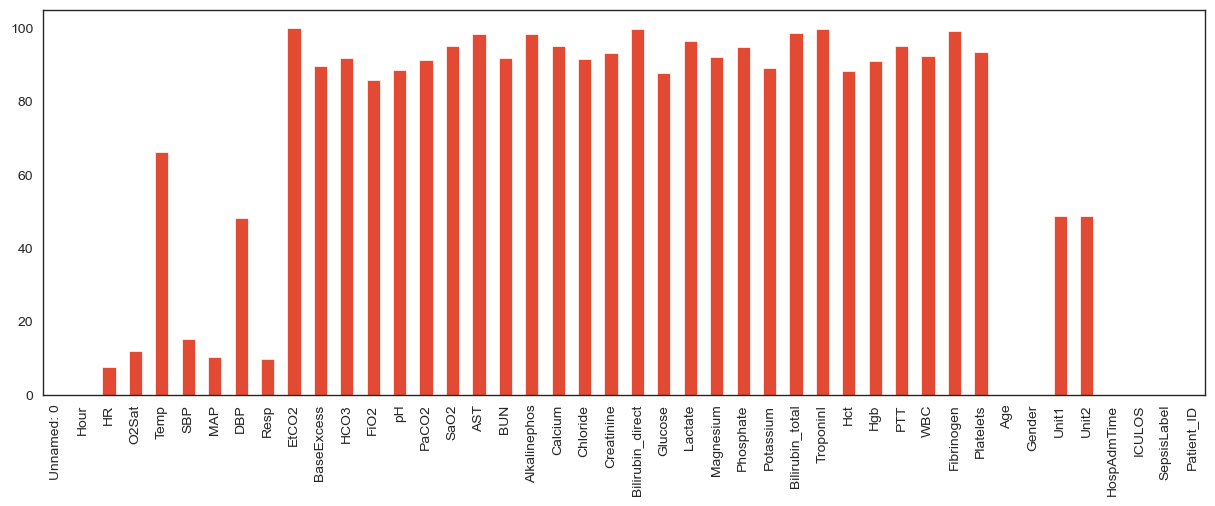 100
80
60
40
20
0
Unnamed: 0
Hour
HR
O2Sat
Temp
SBP
MAP
DBP
Resp
EtCO2
BaseExcess
HCO3
FiO2
pH
PaCO2
SaO2
AST
BUN
Alkalinephos
Calcium
Chloride
Creatinine
Bilirubin_direct
Glucose
Lactate
Magnesium
Phosphate
Potassium
Bilirubin_total
TroponinI
Hct
Hgb
PTT
WBC
Fibrinogen
Platelets
Age
Gender
Unit1
Unit2
HospAdmTime
ICULOS
SepsisLabel
Patient_ID